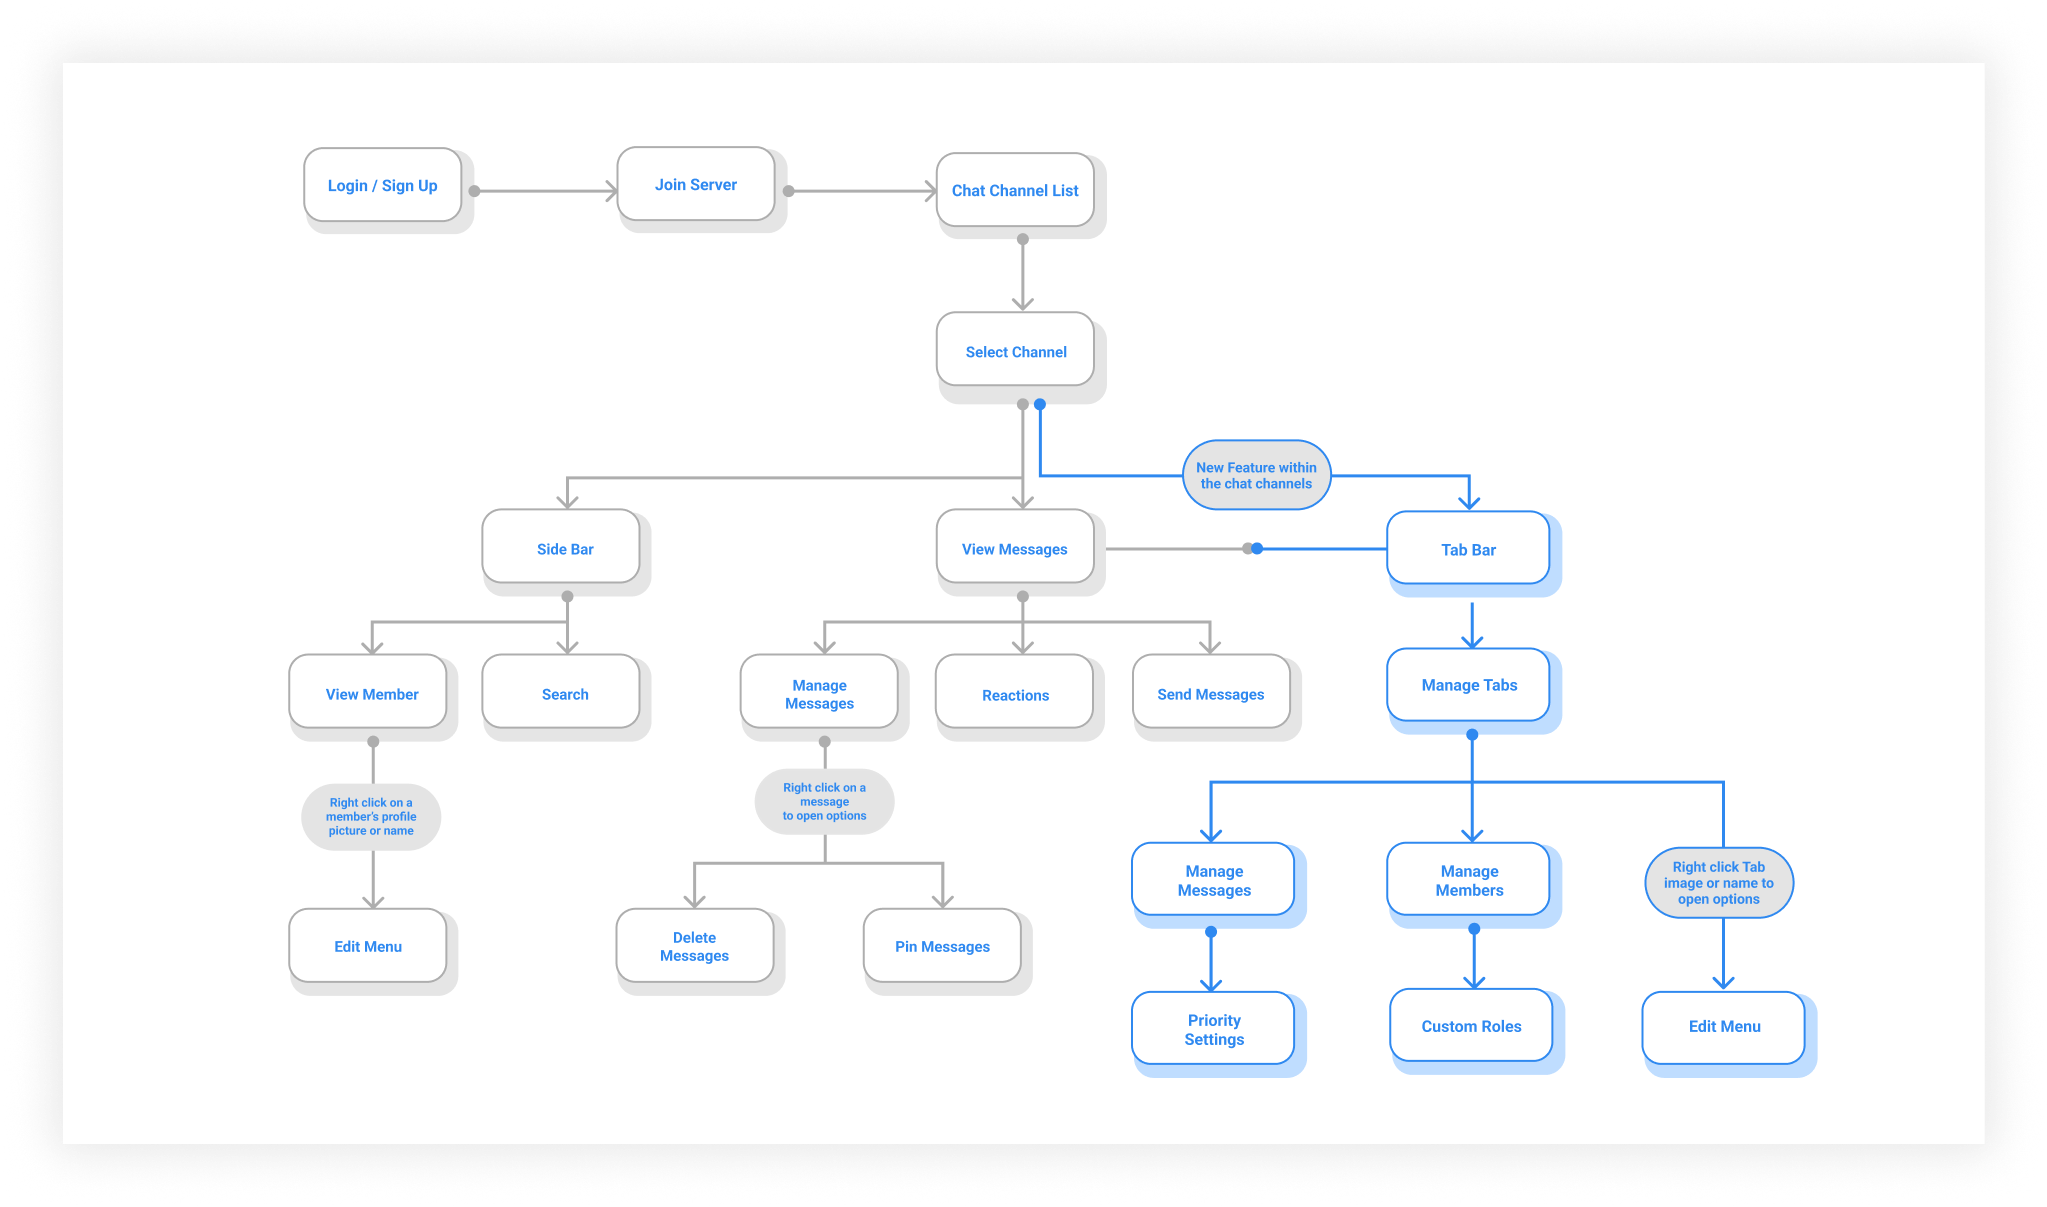 Login / Sign Up
Join Server
Chat Channel List
Select Channel
New Feature within
the chat channels
Side Bar
View Messages
Tab Bar
View Member
Search
Manage
Messages
Reactions
Send Messages
Manage Tabs
Right click on a
member's profile
picture or name
Right click on a
message
to open options
Manage
Messages
Manage
Members
Right click Tab
image or name to
open options
Edit Menu
Delete
Messages
Pin Messages
Priority
Settings
Custom Roles
Edit Menu